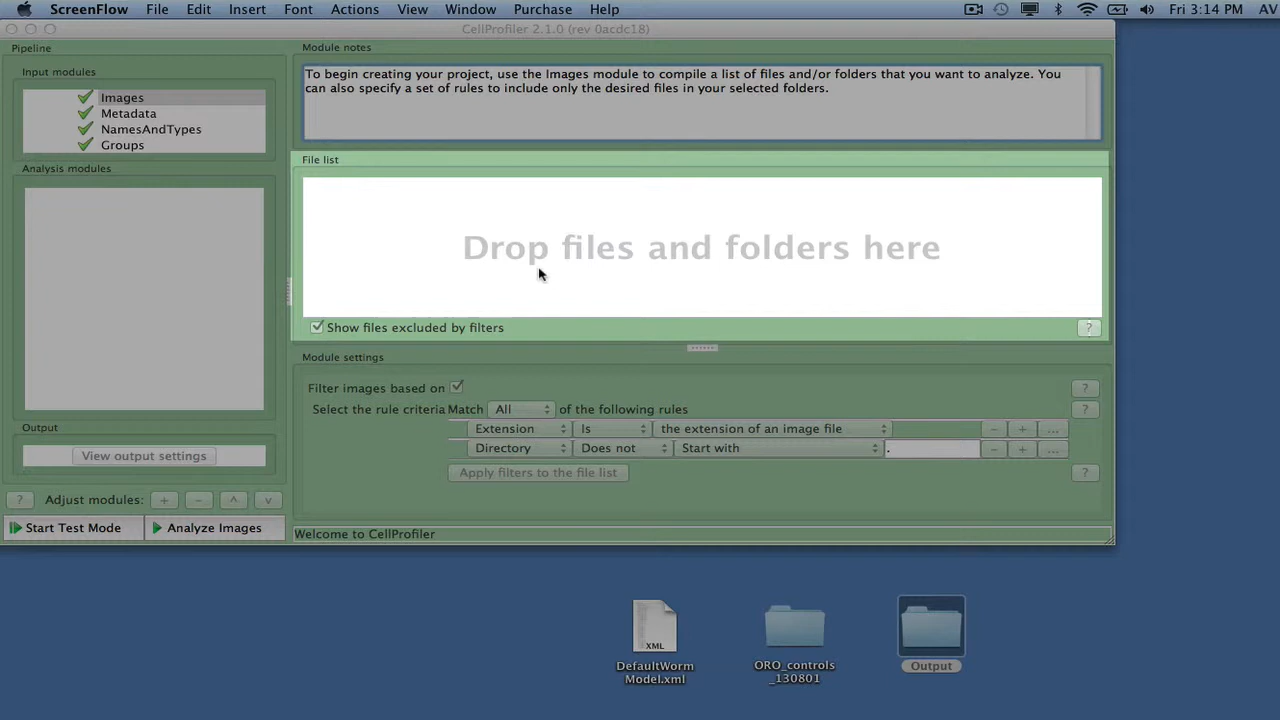 ScreenFlow File Edit Insert Font Actions View Window Purchase Help Fri 3:14 PM AV
CellProfiler 2.1.0 (rev 0acdc18)
Pipeline
Input modules
Images
Metadata
NamesAndTypes
Groups
Analysis modules
Output
View output settings
? Adjust modules: + - ^ v
Start Test Mode Analyze Images
Module notes
To begin creating your project, use the Images module to compile a list of files and/or folders that you want to analyze. You
can also specify a set of rules to include only the desired files in your selected folders.
File list
Drop files and folders here
Show files excluded by filters ?
Module settings
Filter images based on ?
Select the rule criteria Match All of the following rules ?
Extension Is the extension of an image file - + ...
Directory Does not Start with . - + ...
Apply filters to the file list ?
Welcome to CellProfiler
XML
DefaultWorm
Model.xml
ORO_controls
_130801
Output